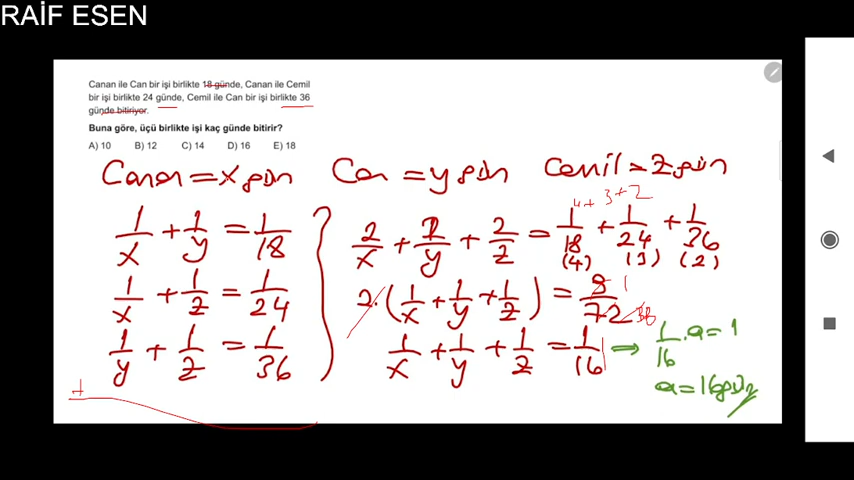 RAİF ESEN
Canan ile Can bir işi birlikte 18 günde, Canan ile Cemil
bir işi birlikte 24 günde, Cemil ile Can bir işi birlikte 36
günde bitiriyor.
Buna göre, üçü birlikte işi kaç günde bitirir?
A) 10 B) 12 C) 14 D) 16 E) 18
Canan = x gün Can = y gün Cemil = z gün
4 + 3 + 2
1/x + 1/y = 1/18 2/x + 2/y + 2/z = 1/18 + 1/24 + 1/36
(4) (3) (2)
1/x + 1/z = 1/24 2·(1/x + 1/y + 1/z) = 9/72
1/y + 1/z = 1/36 1/x + 1/y + 1/z = 1/16 ⇒ 1/16 · a = 1
+ a = 16 gün